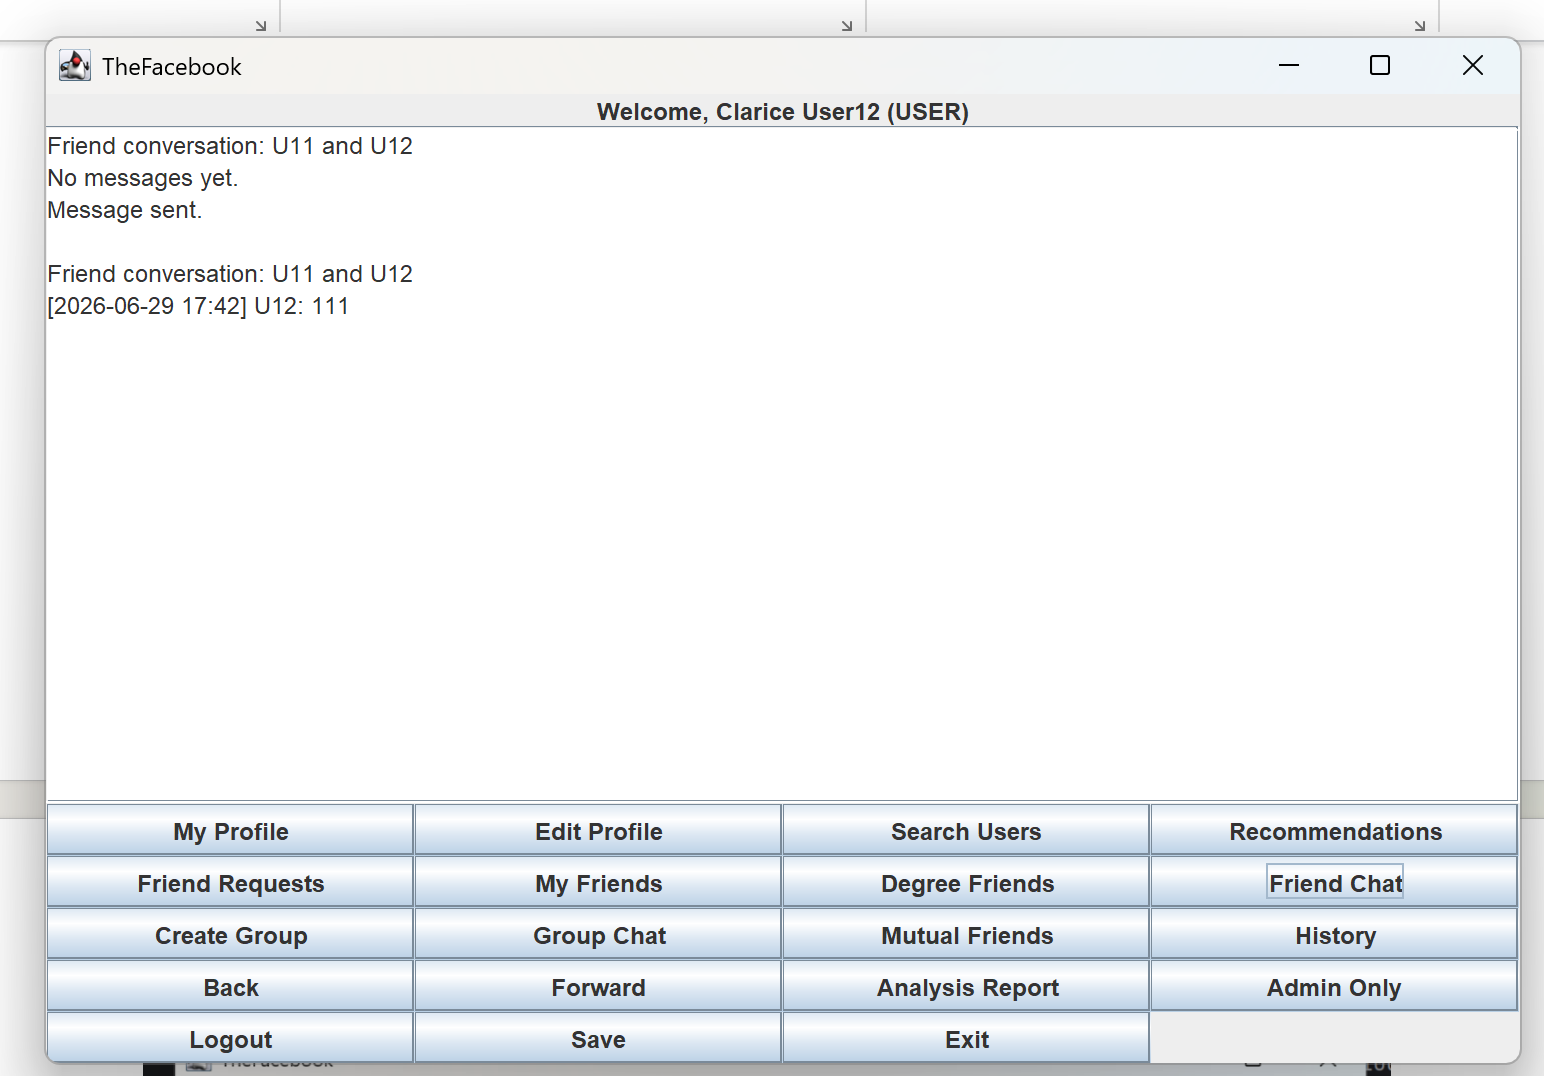 TheFacebook
Welcome, Clarice User12 (USER)
Friend conversation: U11 and U12
No messages yet.
Message sent.
Friend conversation: U11 and U12
[2026-06-29 17:42] U12: 111
My Profile
Edit Profile
Search Users
Recommendations
Friend Requests
My Friends
Degree Friends
Friend Chat
Create Group
Group Chat
Mutual Friends
History
Back
Forward
Analysis Report
Admin Only
Logout
Save
Exit
TheFacebook